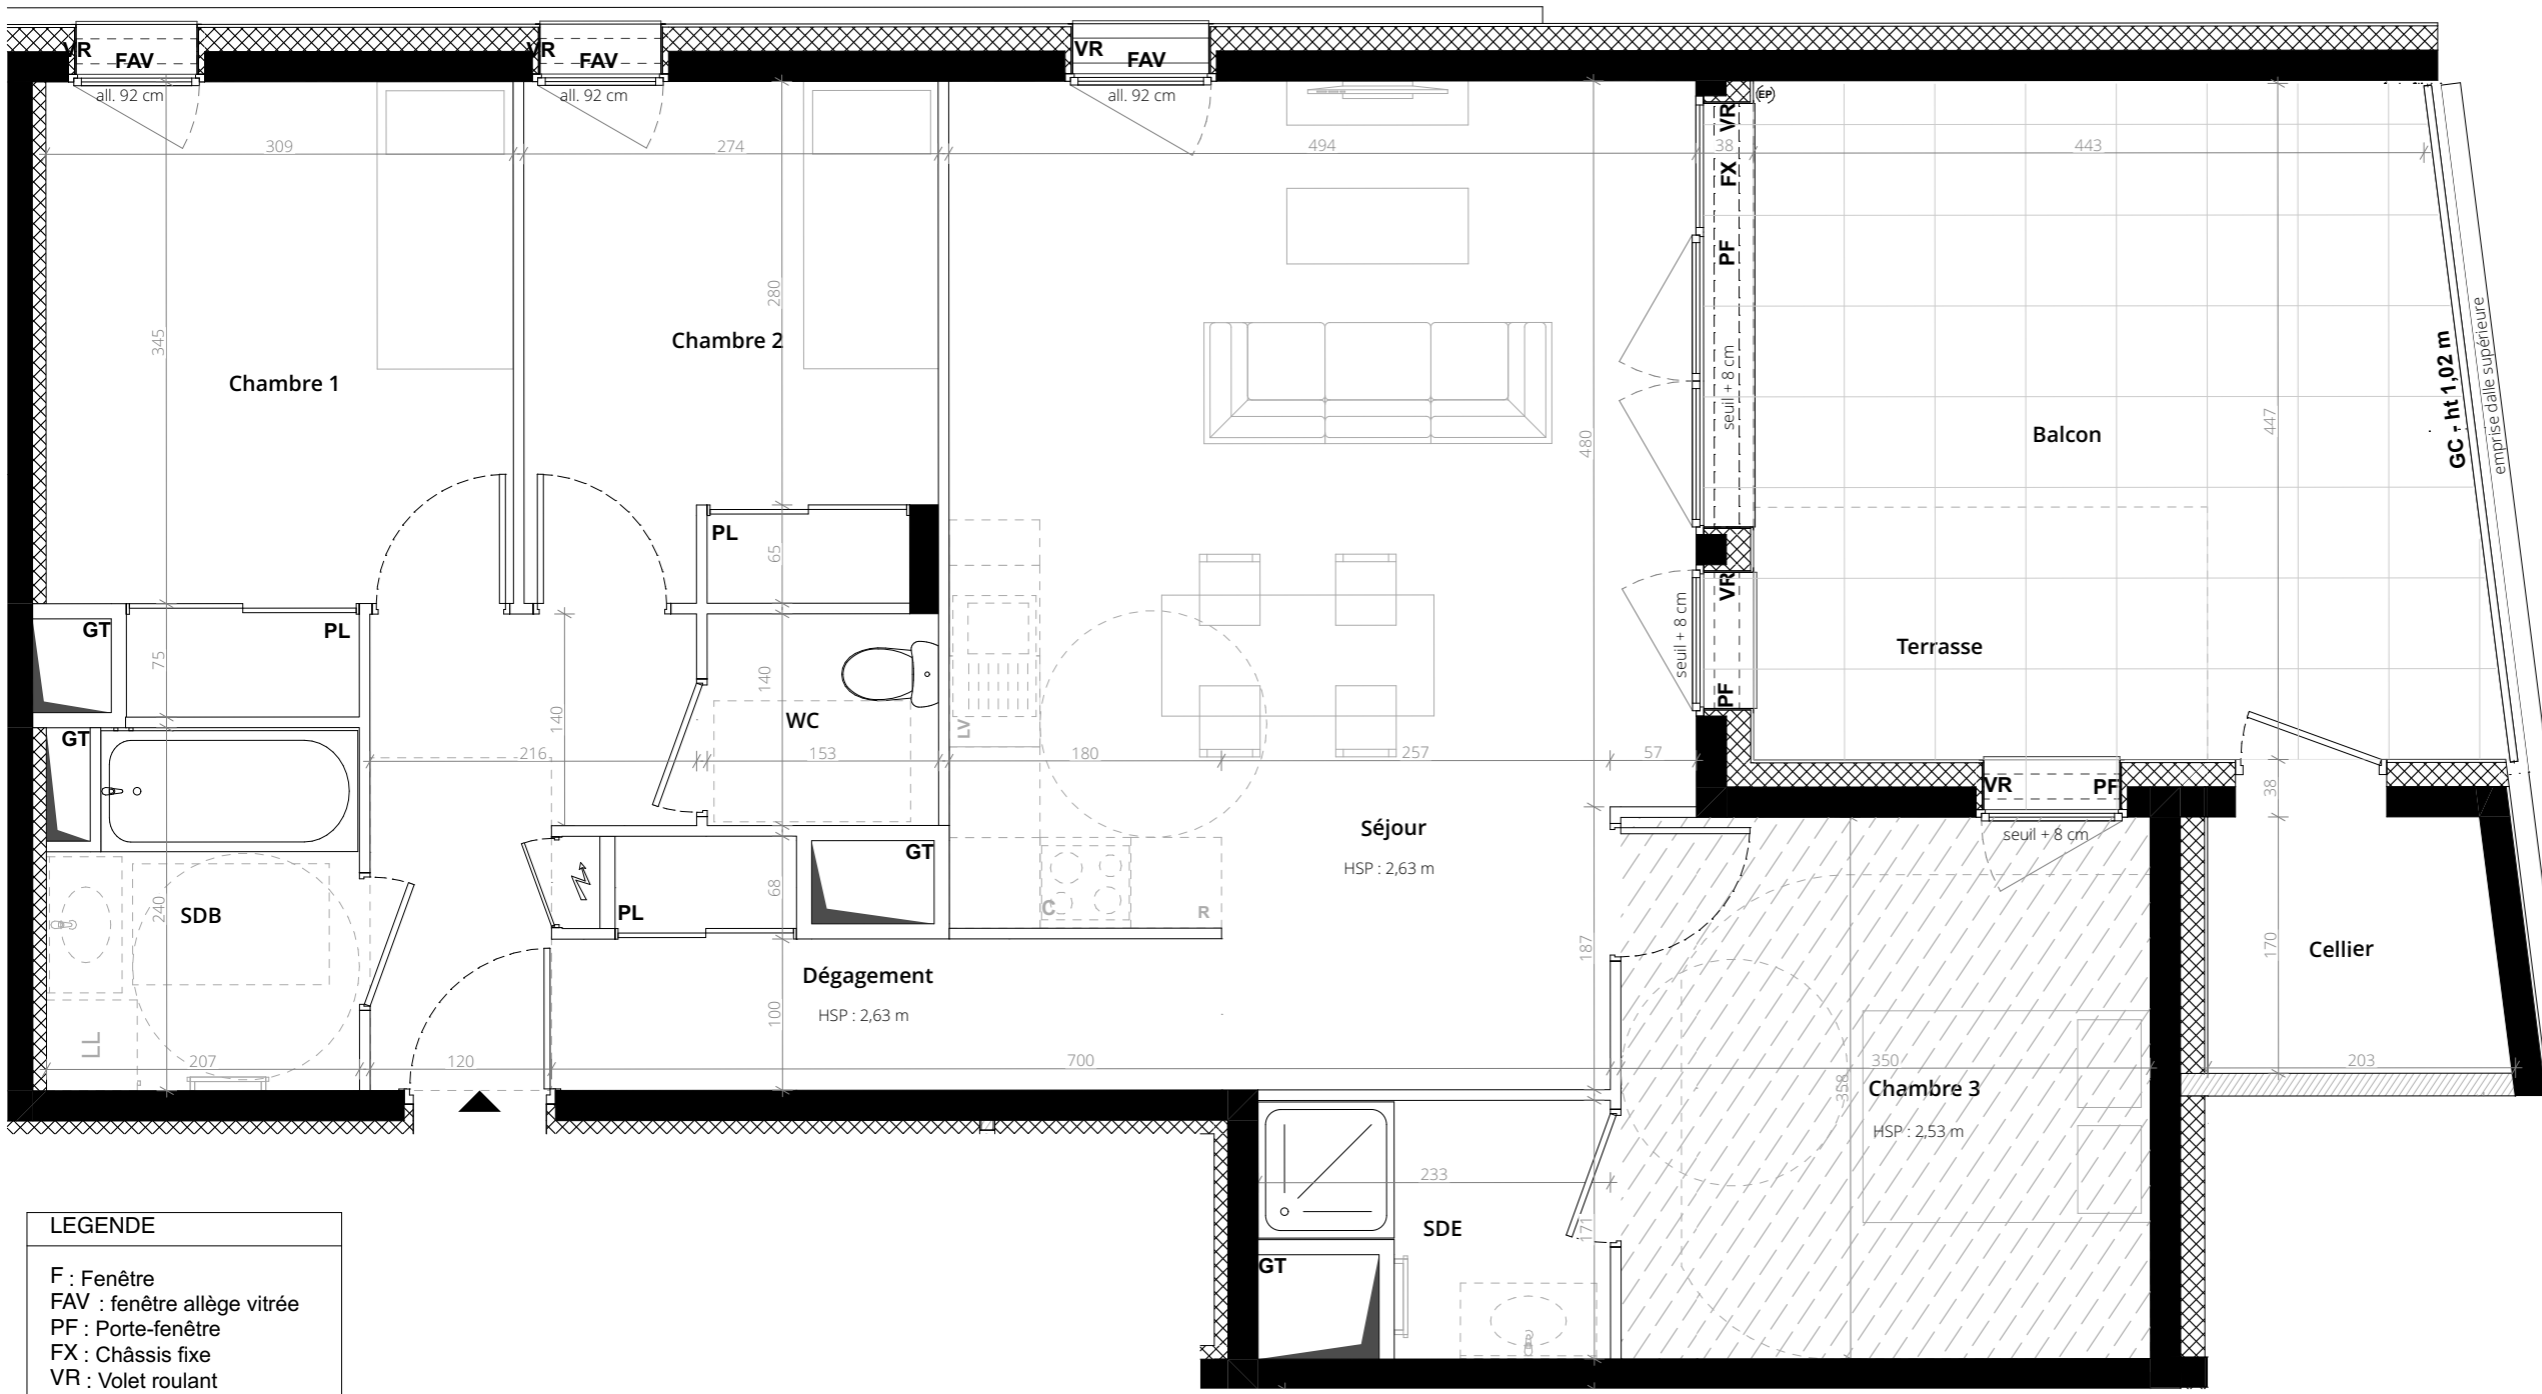 VR
FAV
all. 92 cm
VR
FAV
all. 92 cm
VR
FAV
all. 92 cm
EP
VR
309
274
494
38
443
FX
PF
280
345
Chambre 2
Chambre 1
seuil + 8 cm
480
Balcon
447
GC - ht 1,02 m
emprise dalle supérieure
PL
65
VR
seuil + 8 cm
GT
PL
75
140
140
Terrasse
PF
GT
WC
LV
216
153
180
257
57
VR
PF
38
seuil + 8 cm
Séjour
HSP : 2,63 m
GT
68
PL
C
R
240
SDB
187
170
Cellier
Dégagement
HSP : 2,63 m
100
LL
207
120
700
350
203
358
Chambre 3
HSP : 2,53 m
233
171
SDE
GT
LEGENDE
F : Fenêtre
FAV : fenêtre allège vitrée
PF : Porte-fenêtre
FX : Châssis fixe
VR : Volet roulant